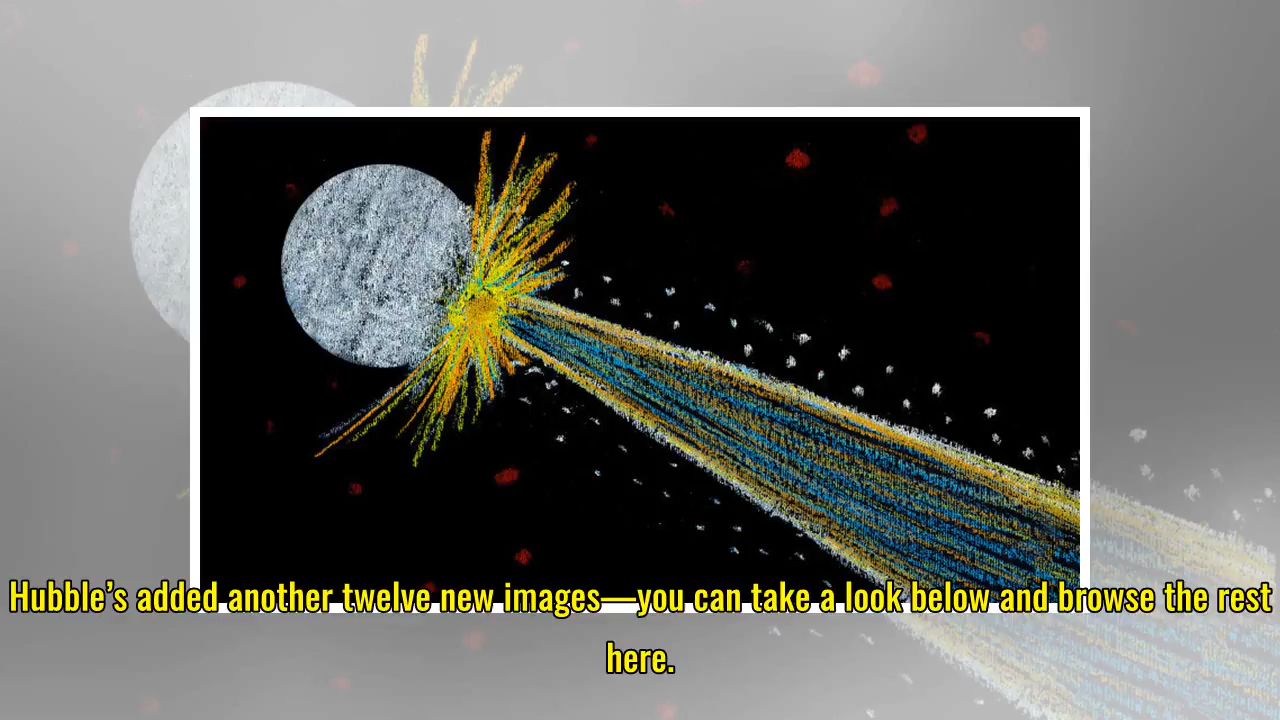 Hubble’s added another twelve new images—you can take a look below and browse the rest
here.